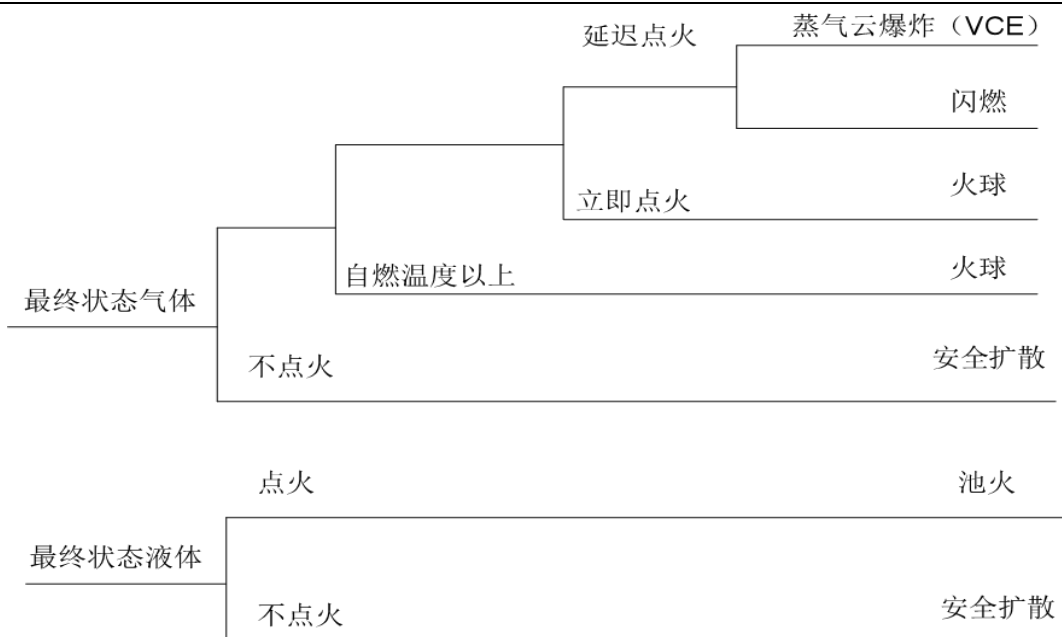 蒸气云爆炸（VCE）
延迟点火
闪燃
立即点火
火球
自燃温度以上
火球
最终状态气体
不点火
安全扩散
点火
池火
最终状态液体
不点火
安全扩散